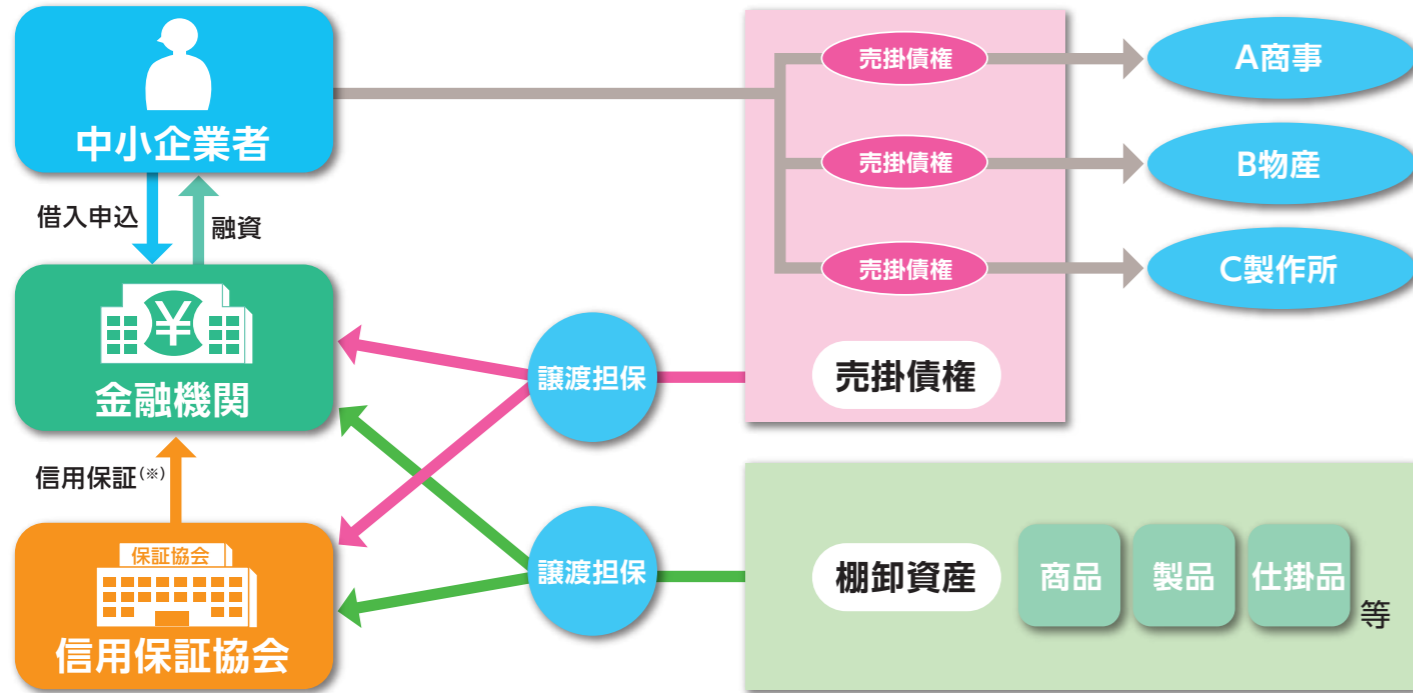 中小企業者
借入申込
融資
¥
金融機関
信用保証(※)
保証協会
信用保証協会
売掛債権
A商事
売掛債権
B物産
売掛債権
C製作所
譲渡担保
売掛債権
譲渡担保
棚卸資産
商品
製品
仕掛品
等